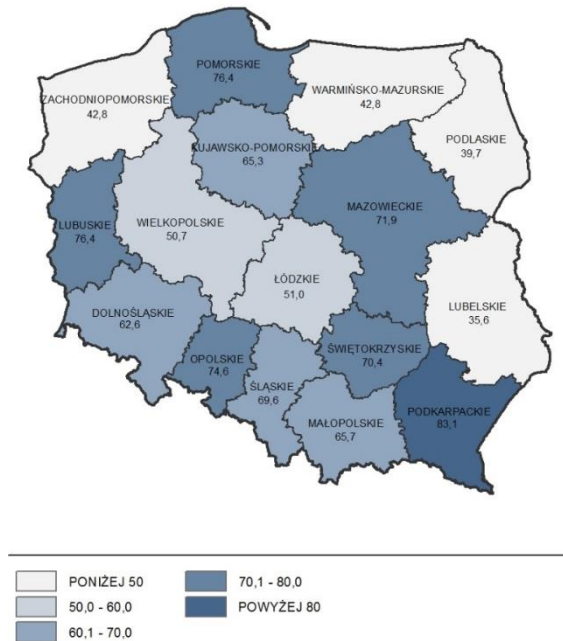 POMORSKIE
76,4
WARMIŃSKO-MAZURSKIE
42,8
ZACHODNIOPOMORSKIE
42,8
PODLASKIE
39,7
KUJAWSKO-POMORSKIE
65,3
MAZOWIECKIE
71,9
LUBUSKIE
76,4
WIELKOPOLSKIE
50,7
ŁÓDZKIE
51,0
LUBELSKIE
35,6
DOLNOŚLĄSKIE
62,6
OPOLSKIE
74,6
ŚWIĘTOKRZYSKIE
70,4
ŚLĄSKIE
69,6
MAŁOPOLSKIE
65,7
PODKARPACKIE
83,1
PONIŻEJ 50
50,0 - 60,0
60,1 - 70,0
70,1 - 80,0
POWYŻEJ 80